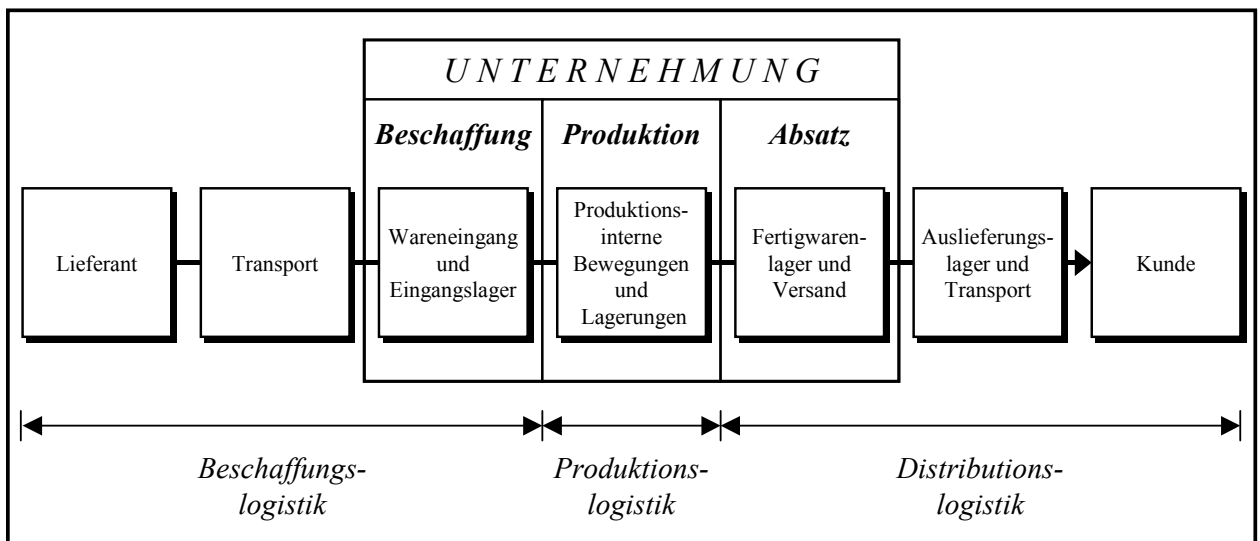 UNTERNEHMUNG
Beschaffung
Produktion
Absatz
Lieferant
Transport
Wareneingang
und
Eingangslager
Produktions-
interne
Bewegungen
und
Lagerungen
Fertigwaren-
lager und
Versand
Auslieferungs-
lager und
Transport
Kunde
Beschaffungs-
logistik
Produktions-
logistik
Distributions-
logistik